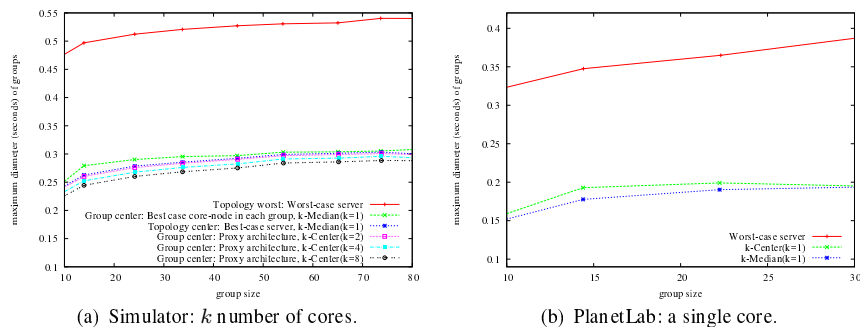 maximum diameter (seconds) of groups
0.55
0.5
0.45
0.4
0.35
0.3
0.25
0.2
0.15
0.1
Topology worst: Worst-case server
Group center: Best case core-node in each group, k-Median(k=1)
Topology center: Best-case server, k-Median(k=1)
Group center: Proxy architecture, k-Center(k=2)
Group center: Proxy architecture, k-Center(k=4)
Group center: Proxy architecture, k-Center(k=8)
10 20 30 40 50 60 70 80
group size
(a) Simulator: k number of cores.
maximum diameter (seconds) of groups
0.4
0.35
0.3
0.25
0.2
0.15
0.1
Worst-case server
k-Center(k=1)
k-Median(k=1)
10 15 20 25 30
group size
(b) PlanetLab: a single core.